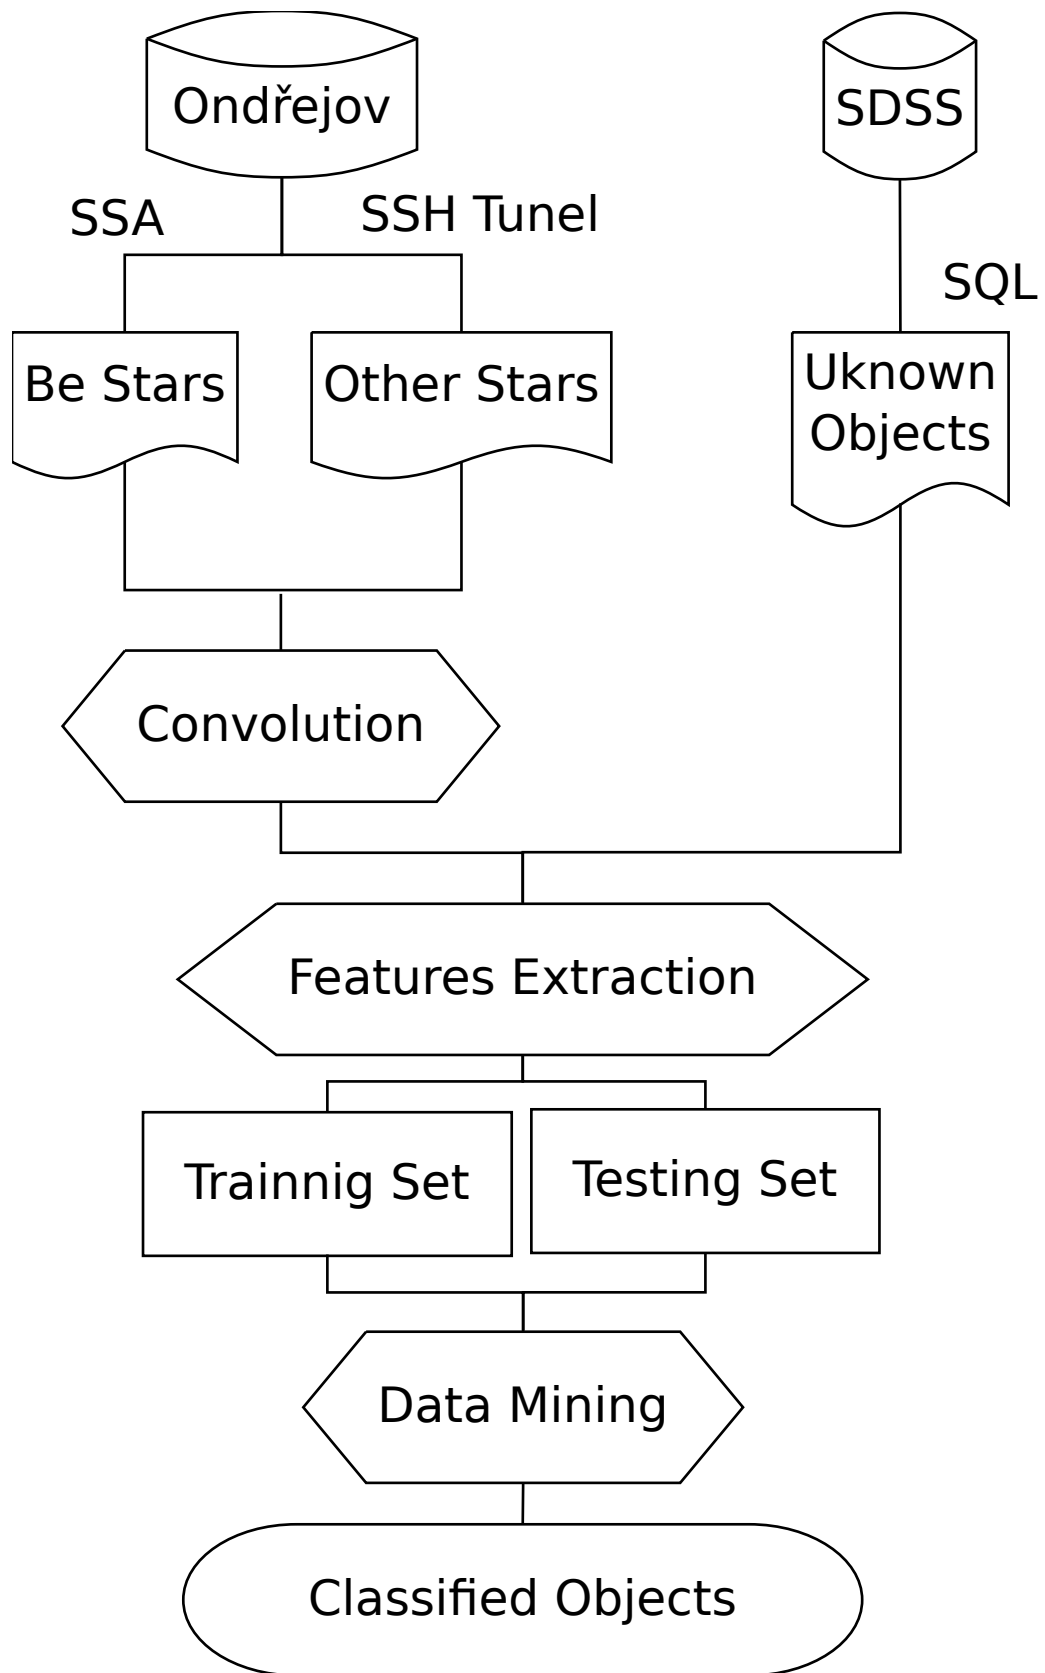 Ondřejov
SDSS
SSA
SSH Tunel
SQL
Be Stars
Other Stars
Uknown
Objects
Convolution
Features Extraction
Trainnig Set
Testing Set
Data Mining
Classified Objects